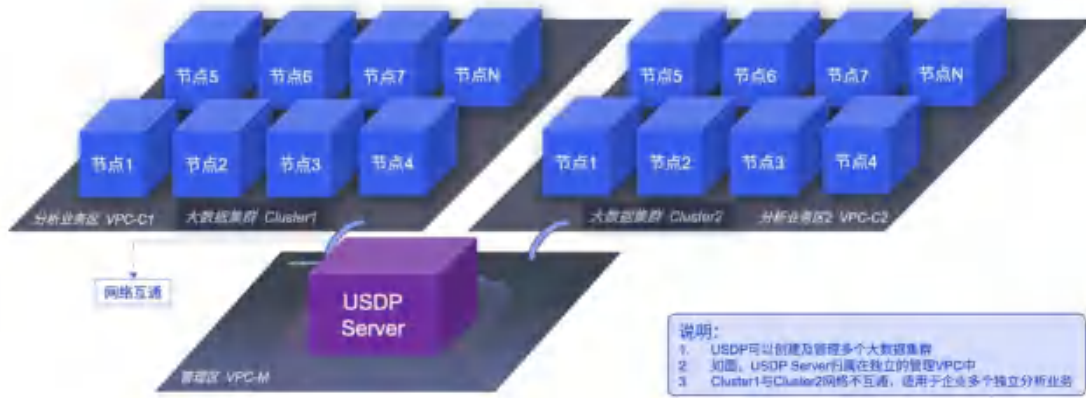 节点5 节点6 节点7 节点N
节点1 节点2 节点3 节点4
分析业务区 VPC-C1 大数据集群 Cluster1
节点5 节点6 节点7 节点N
节点1 节点2 节点3 节点4
大数据集群 Cluster2 分析业务区2 VPC-C2
网络互通
USDP
Server
管理区 VPC-M
说明:
1. USDP可以创建及管理多个大数据集群
2. 如图,USDP Server归属在独立的管理VPC中
3. Cluster1与Cluster2网络不互通,适用于企业多个独立分析业务